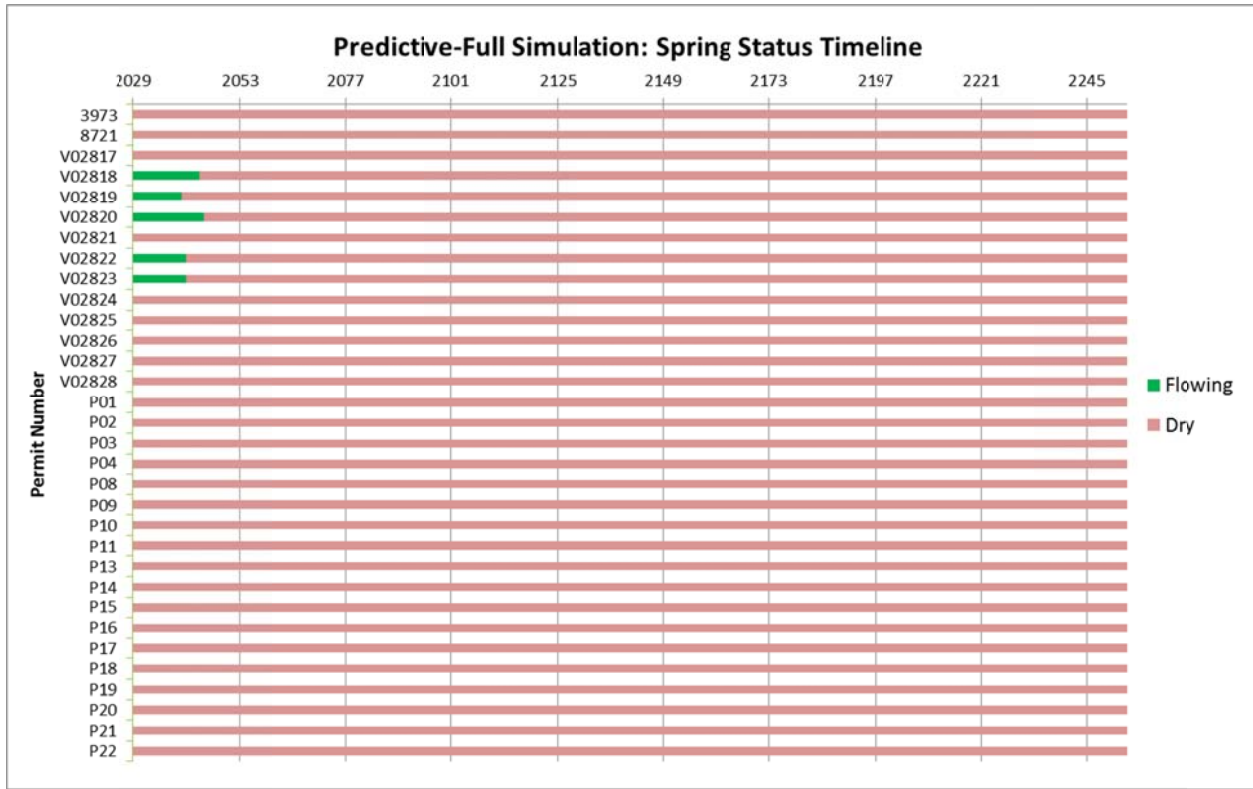 Predictive-Full Simulation: Spring Status Timeline
2029 2053 2077 2101 2125 2149 2173 2197 2221 2245
3973
8721
V02817
V02818
V02819
V02820
V02821
V02822
V02823
V02824
V02825
V02826
V02827
V02828
P01
P02
P03
P04
P08
P09
P10
P11
P13
P14
P15
P16
P17
P18
P19
P20
P21
P22
Permit Number
Flowing
Dry